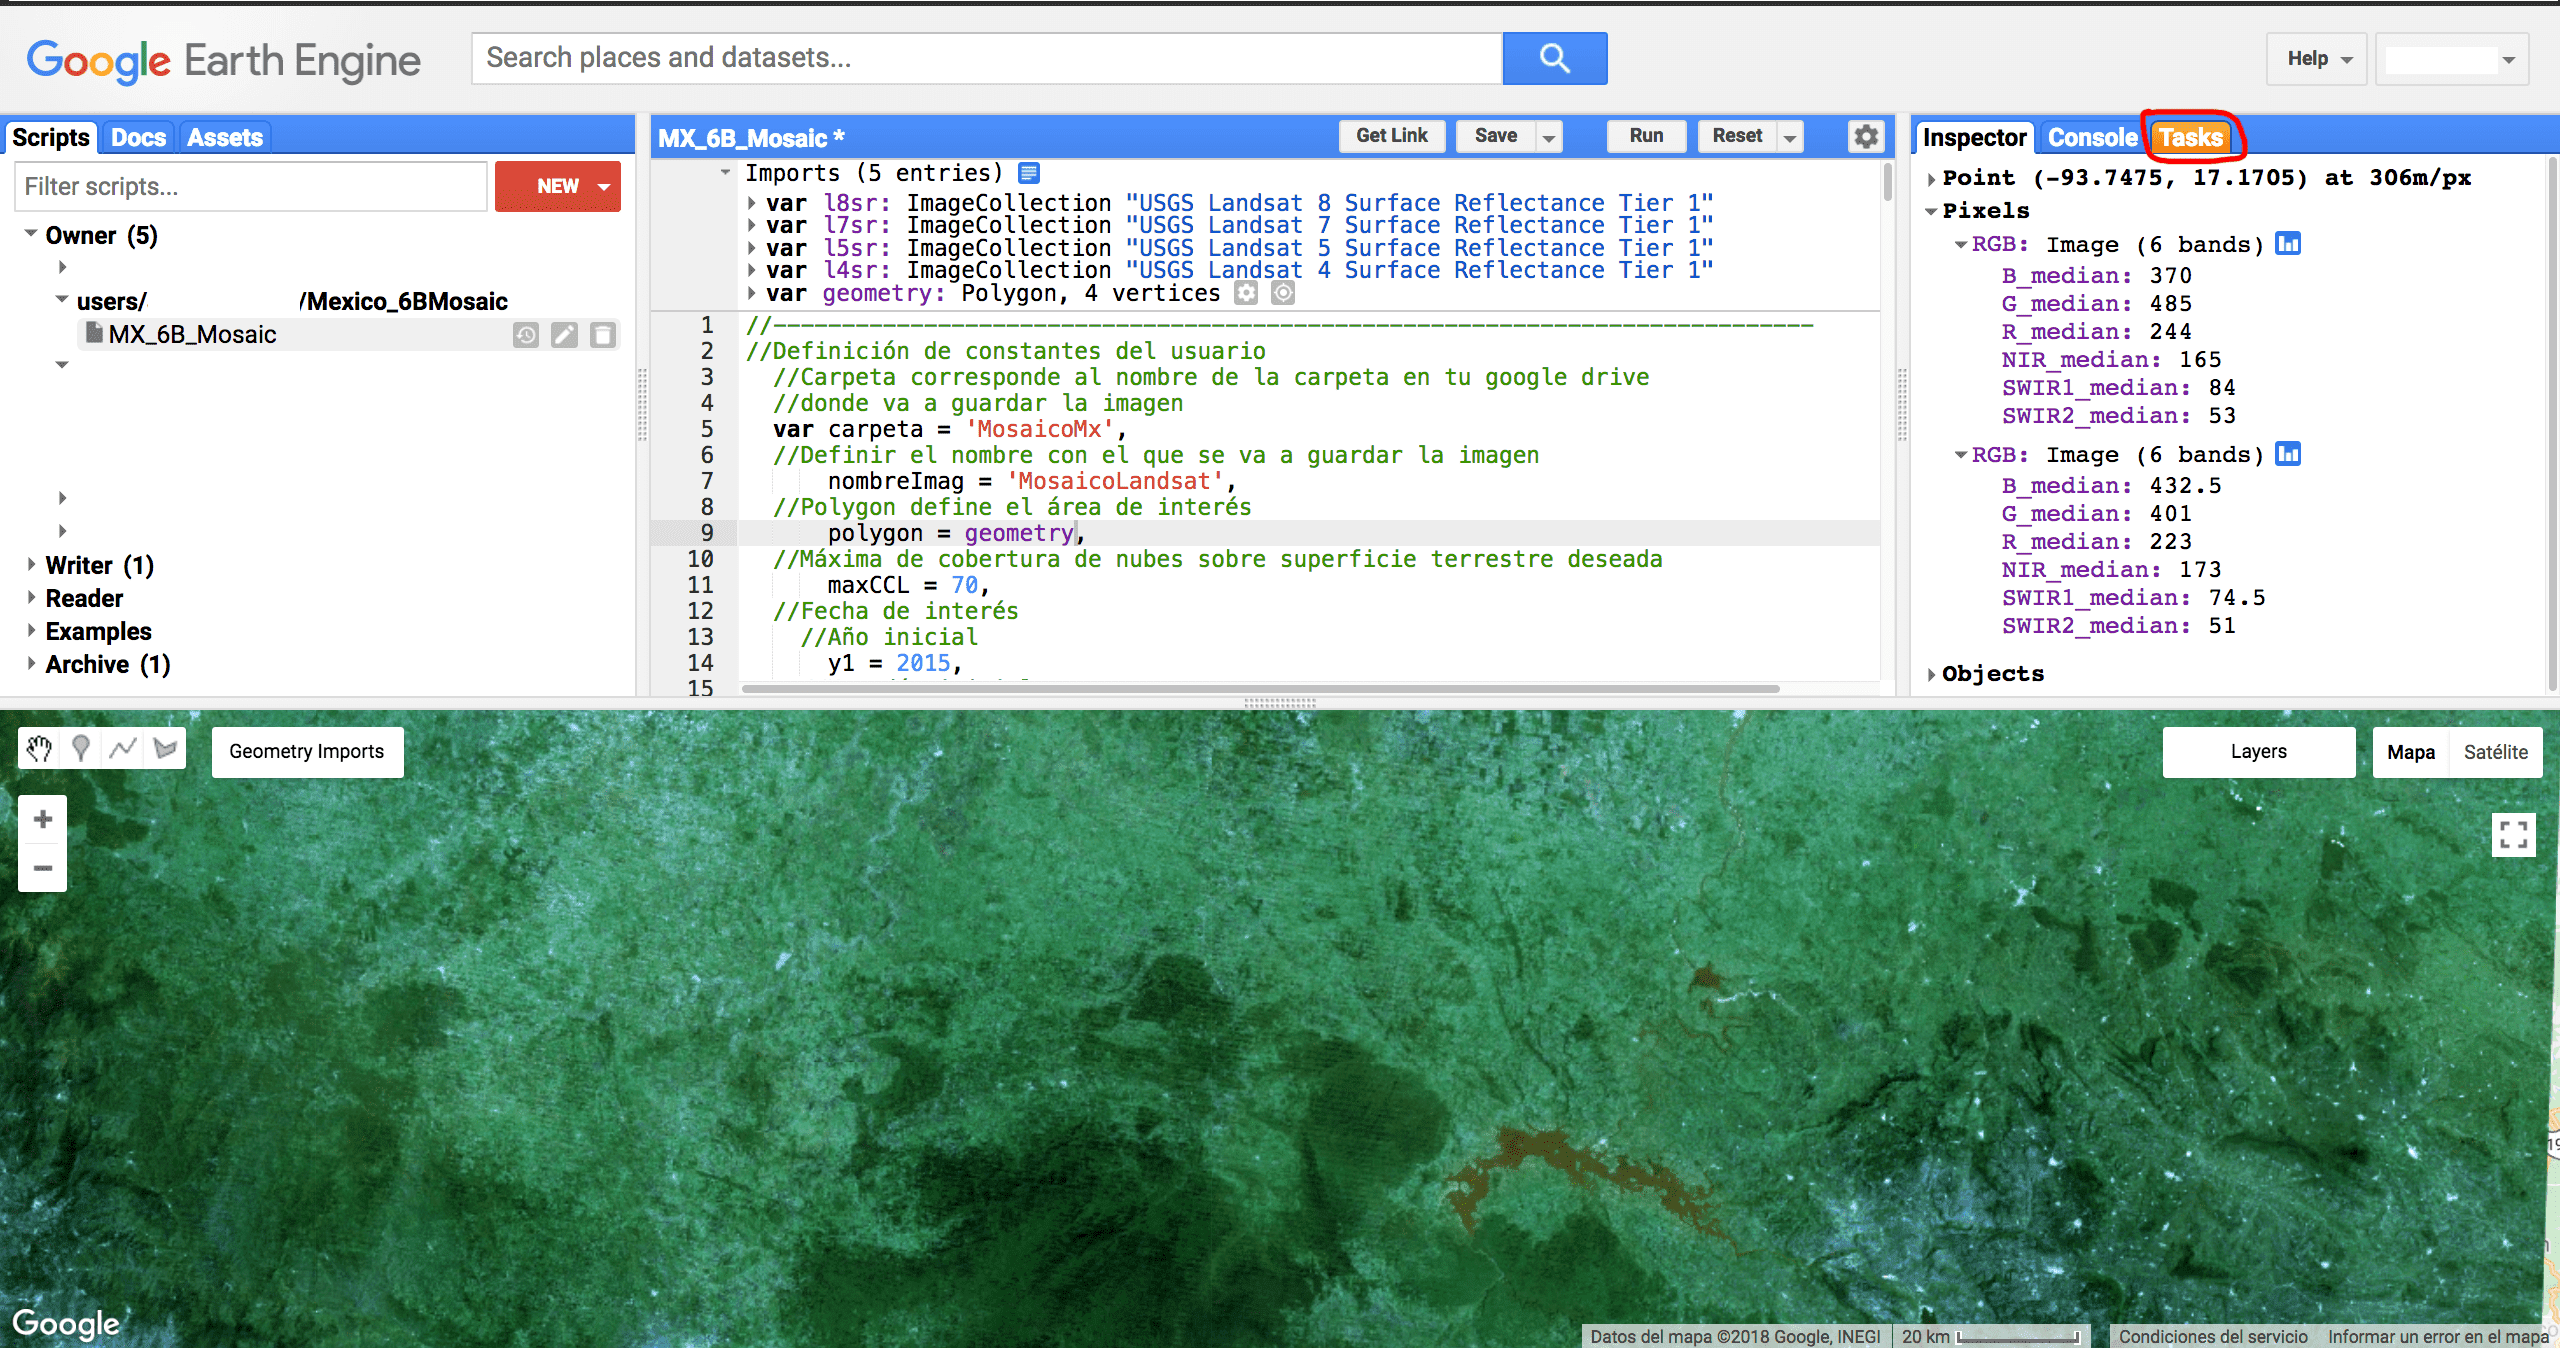 Google Earth Engine
Search places and datasets...
Help
Scripts
Docs
Assets
Filter scripts...
NEW
Owner (5)
users/ /Mexico_6BMosaic
MX_6B_Mosaic
Writer (1)
Reader
Examples
Archive (1)
MX_6B_Mosaic *
Get Link
Save
Run
Reset
Imports (5 entries)
var l8sr: ImageCollection "USGS Landsat 8 Surface Reflectance Tier 1"
var l7sr: ImageCollection "USGS Landsat 7 Surface Reflectance Tier 1"
var l5sr: ImageCollection "USGS Landsat 5 Surface Reflectance Tier 1"
var l4sr: ImageCollection "USGS Landsat 4 Surface Reflectance Tier 1"
var geometry: Polygon, 4 vertices
1 //----------------------------------------------------------------------------
2 //Definición de constantes del usuario
3 //Carpeta corresponde al nombre de la carpeta en tu google drive
4 //donde va a guardar la imagen
5 var carpeta = 'MosaicoMx',
6 //Definir el nombre con el que se va a guardar la imagen
7 nombreImag = 'MosaicoLandsat',
8 //Polygon define el área de interés
9 polygon = geometry,
10 //Máxima de cobertura de nubes sobre superficie terrestre deseada
11 maxCCL = 70,
12 //Fecha de interés
13 //Año inicial
14 y1 = 2015,
15
Inspector
Console
Tasks
Point (-93.7475, 17.1705) at 306m/px
Pixels
RGB: Image (6 bands)
B_median: 370
G_median: 485
R_median: 244
NIR_median: 165
SWIR1_median: 84
SWIR2_median: 53
RGB: Image (6 bands)
B_median: 432.5
G_median: 401
R_median: 223
NIR_median: 173
SWIR1_median: 74.5
SWIR2_median: 51
Objects
Geometry Imports
Layers
Mapa
Satélite
+
−
Google
Datos del mapa ©2018 Google, INEGI
20 km
Condiciones del servicio
Informar un error en el mapa